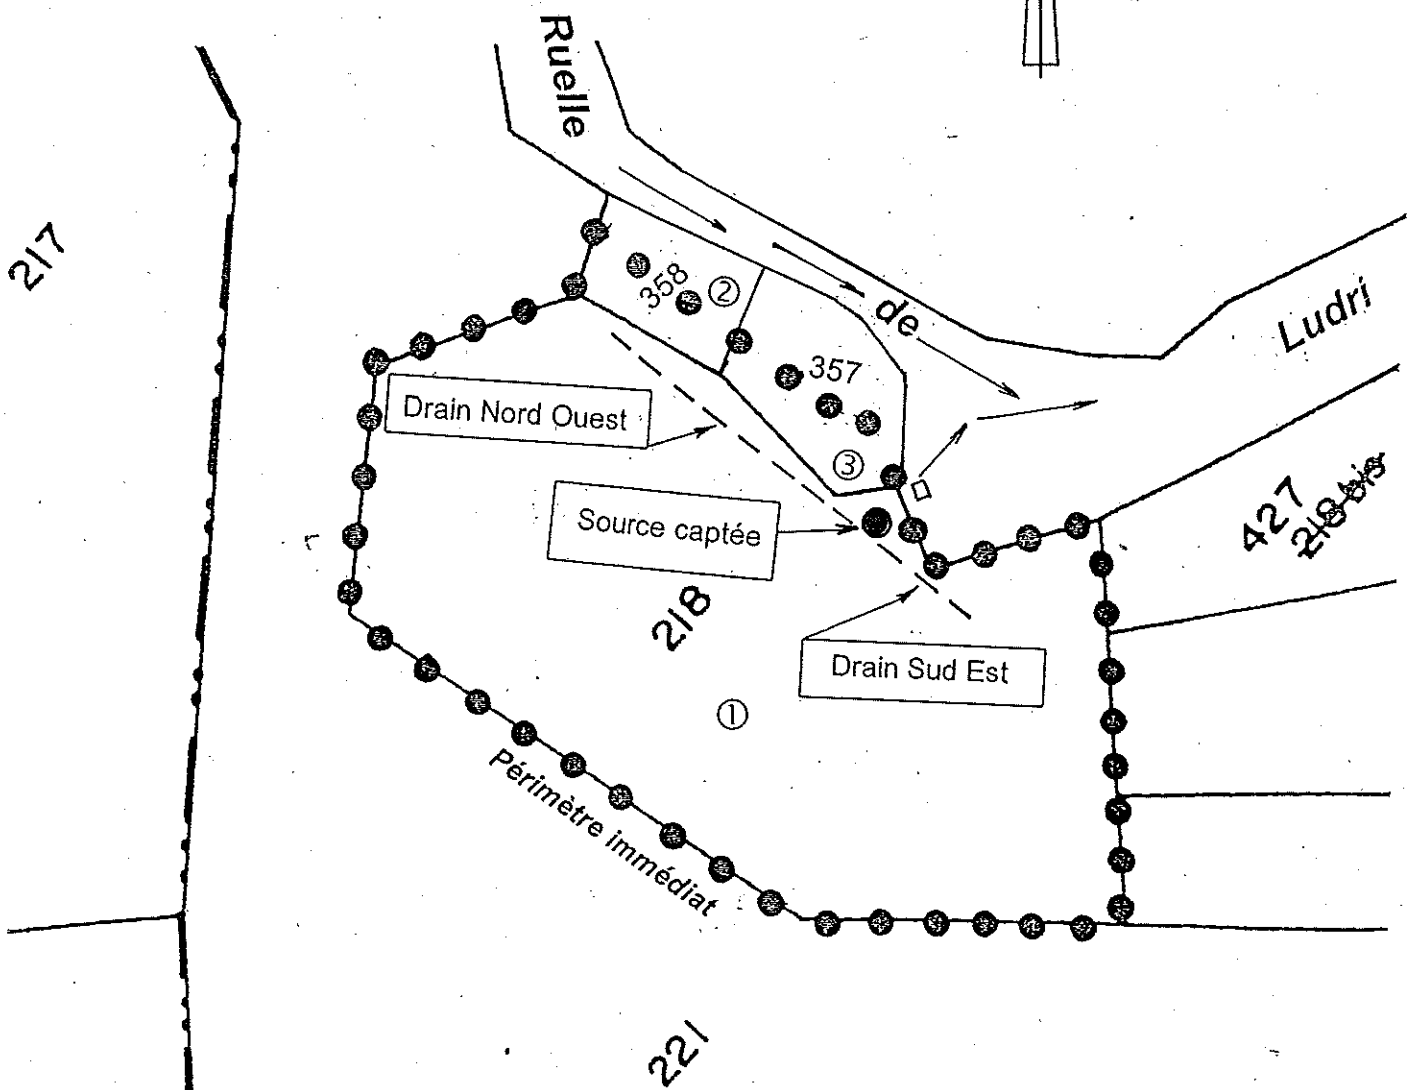 Ruelle
de
Ludri
217
358
②
357
③
Drain Nord Ouest
Source captée
427
218 bis
218
Drain Sud Est
①
Périmètre immédiat
221